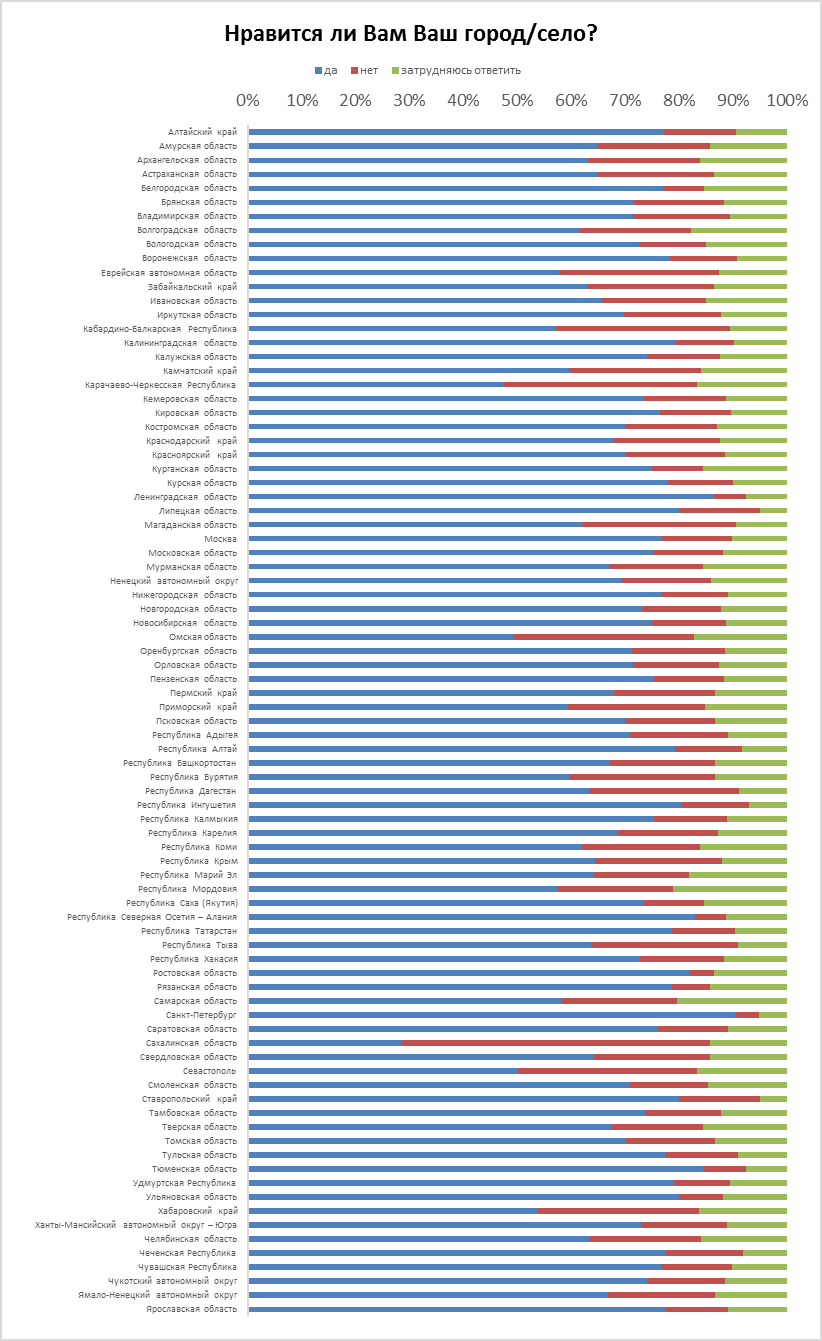 Нравится ли Вам Ваш город/село?
да нет затрудняюсь ответить
0% 10% 20% 30% 40% 50% 60% 70% 80% 90% 100%
Алтайский край
Амурская область
Архангельская область
Астраханская область
Белгородская область
Брянская область
Владимирская область
Волгоградская область
Вологодская область
Воронежская область
Еврейская автономная область
Забайкальский край
Ивановская область
Иркутская область
Кабардино-Балкарская Республика
Калининградская область
Калужская область
Камчатский край
Карачаево-Черкесская Республика
Кемеровская область
Кировская область
Костромская область
Краснодарский край
Красноярский край
Курганская область
Курская область
Ленинградская область
Липецкая область
Магаданская область
Москва
Московская область
Мурманская область
Ненецкий автономный округ
Нижегородская область
Новгородская область
Новосибирская область
Омская область
Оренбургская область
Орловская область
Пензенская область
Пермский край
Приморский край
Псковская область
Республика Адыгея
Республика Алтай
Республика Башкортостан
Республика Бурятия
Республика Дагестан
Республика Ингушетия
Республика Калмыкия
Республика Карелия
Республика Коми
Республика Крым
Республика Марий Эл
Республика Мордовия
Республика Саха (Якутия)
Республика Северная Осетия – Алания
Республика Татарстан
Республика Тыва
Республика Хакасия
Ростовская область
Рязанская область
Самарская область
Санкт-Петербург
Саратовская область
Сахалинская область
Свердловская область
Севастополь
Смоленская область
Ставропольский край
Тамбовская область
Тверская область
Томская область
Тульская область
Тюменская область
Удмуртская Республика
Ульяновская область
Хабаровский край
Ханты-Мансийский автономный округ – Югра
Челябинская область
Чеченская Республика
Чувашская Республика
Чукотский автономный округ
Ямало-Ненецкий автономный округ
Ярославская область